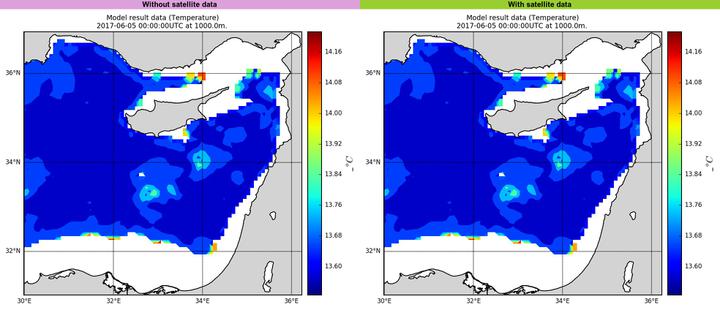 Without satellite data
Model result data (Temperature)
2017-06-05 00:00:00UTC at 1000.0m.
36°N
34°N
32°N
30°E
32°E
34°E
36°E
14.16
14.08
14.00
13.92
13.84
13.76
13.68
13.60
°C
With satellite data
Model result data (Temperature)
2017-06-05 00:00:00UTC at 1000.0m.
36°N
34°N
32°N
30°E
32°E
34°E
36°E
14.16
14.08
14.00
13.92
13.84
13.76
13.68
13.60
°C